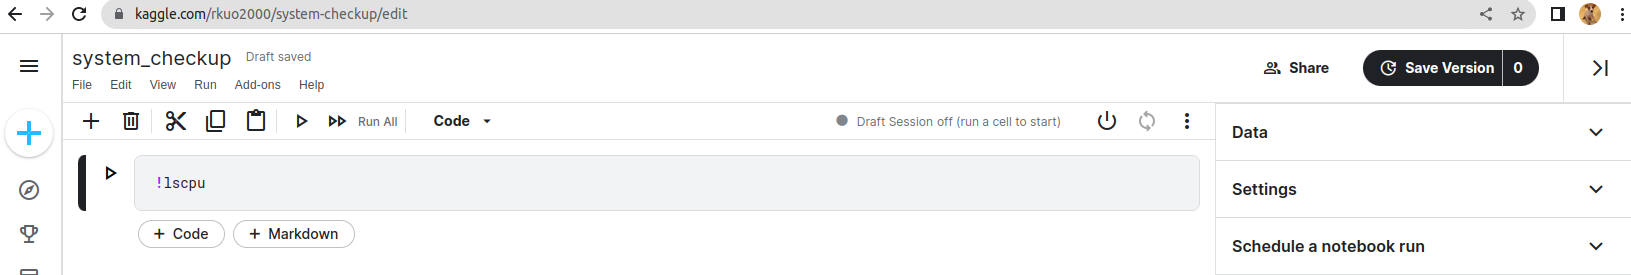 kaggle.com/rkuo2000/system-checkup/edit
system_checkup Draft saved
File Edit View Run Add-ons Help
Share
Save Version 0
Run All Code Draft Session off (run a cell to start)
!lscpu
+ Code + Markdown
Data
Settings
Schedule a notebook run